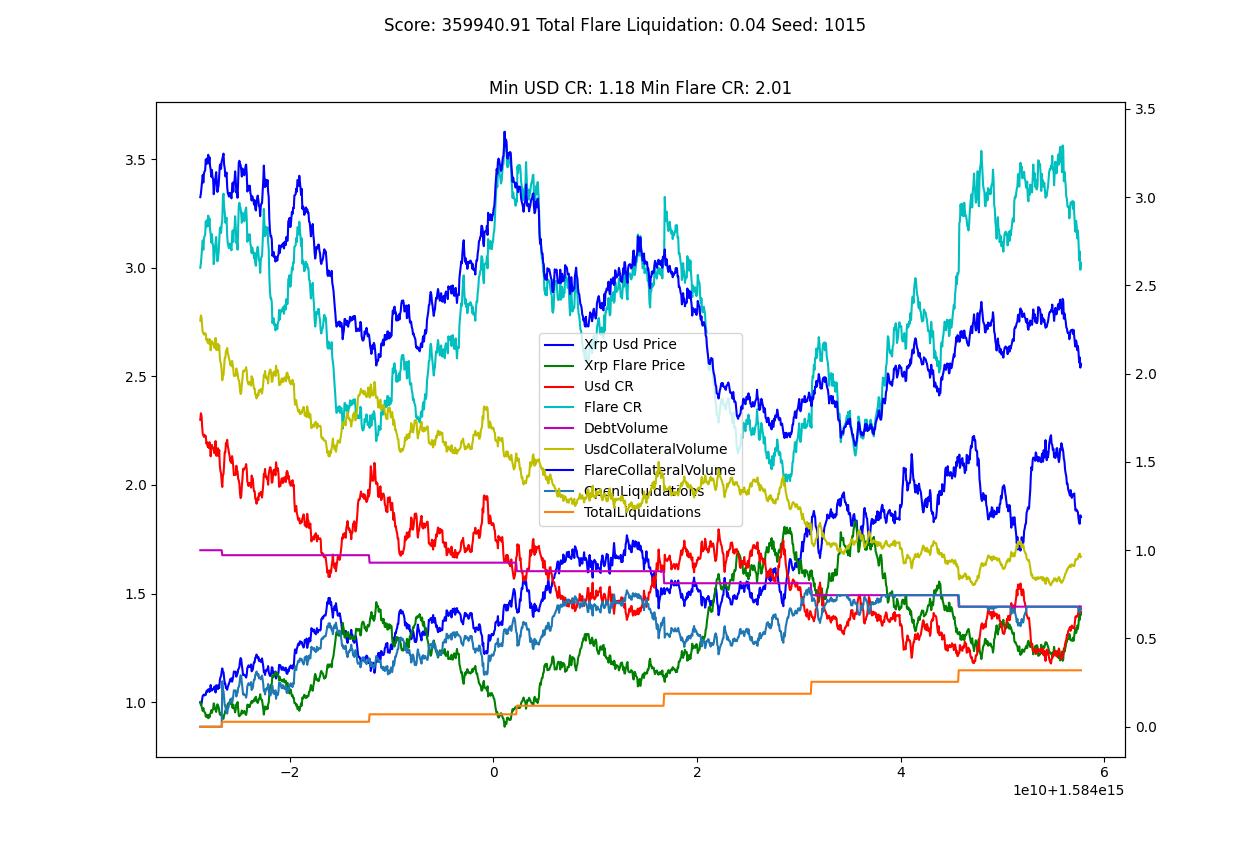 Score: 359940.91 Total Flare Liquidation: 0.04 Seed: 1015
Min USD CR: 1.18 Min Flare CR: 2.01
3.5
3.0
2.5
2.0
1.5
1.0
3.5
3.0
2.5
2.0
1.5
1.0
0.5
0.0
Xrp Usd Price
Xrp Flare Price
Usd CR
Flare CR
DebtVolume
UsdCollateralVolume
FlareCollateralVolume
OpenLiquidations
TotalLiquidations
−2 0 2 4 6
1e10+1.584e15